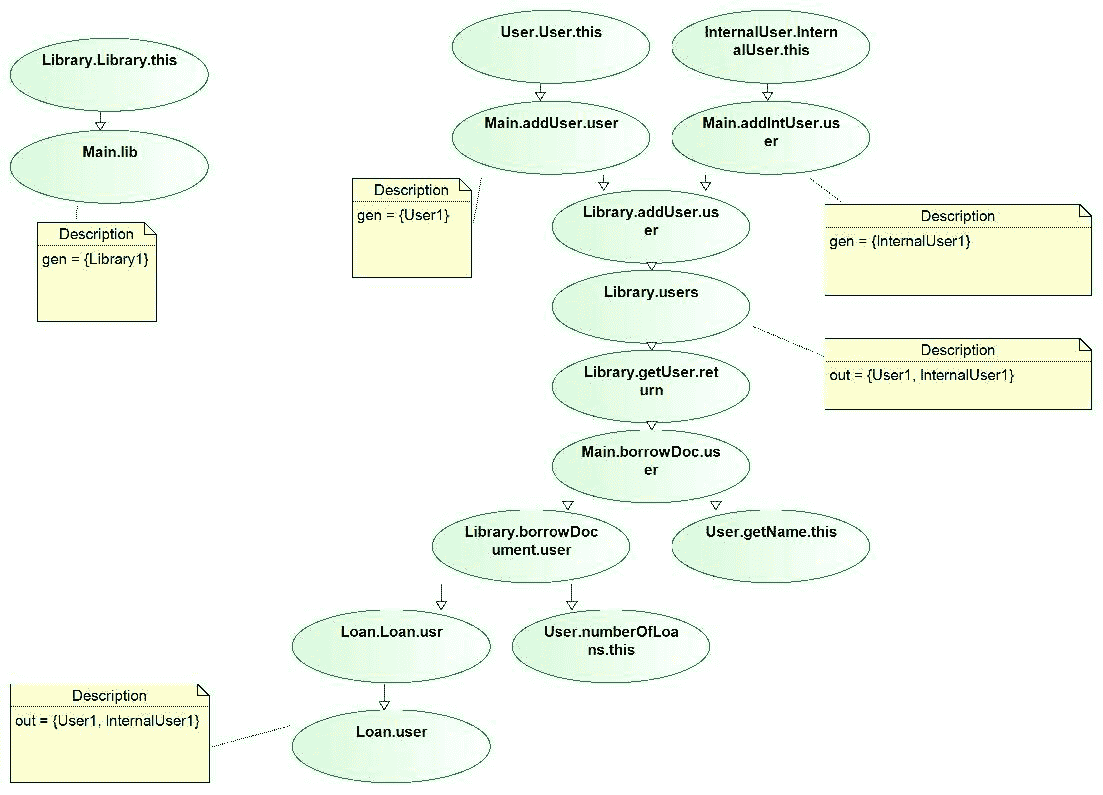 User.User.this
InternalUser.Intern
alUser.this
Library.Library.this
Main.addUser.user
Main.addIntUser.us
er
Main.lib
Description
gen = {User1}
Library.addUser.us
er
Description
gen = {InternalUser1}
Description
gen = {Library1}
Library.users
Description
out = {User1, InternalUser1}
Library.getUser.ret
urn
Main.borrowDoc.us
er
Library.borrowDoc
ument.user
User.getName.this
Loan.Loan.usr
User.numberOfLoa
ns.this
Description
out = {User1, InternalUser1}
Loan.user